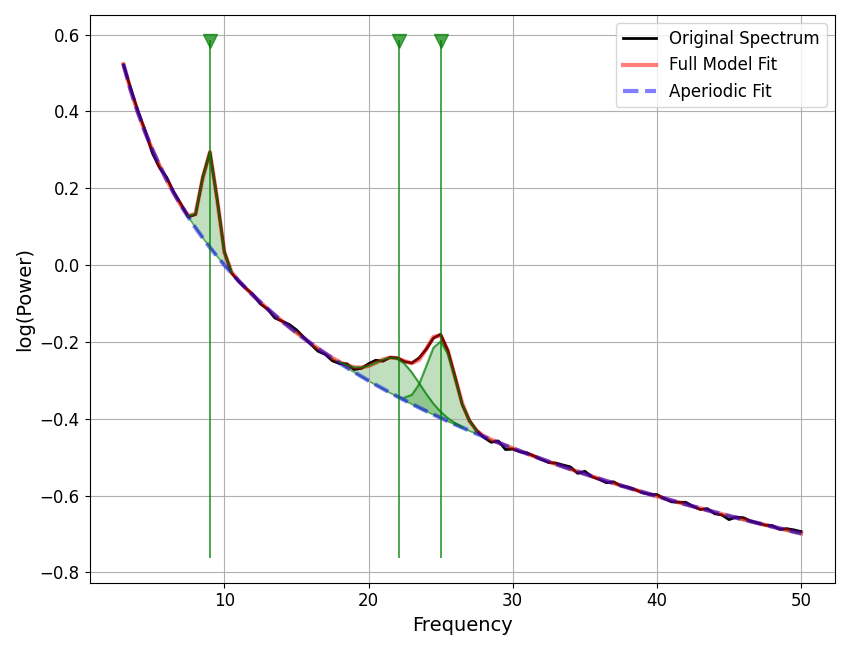 Original Spectrum
Full Model Fit
Aperiodic Fit
log(Power)
0.6
0.4
0.2
0.0
−0.2
−0.4
−0.6
−0.8
10 20 30 40 50
Frequency